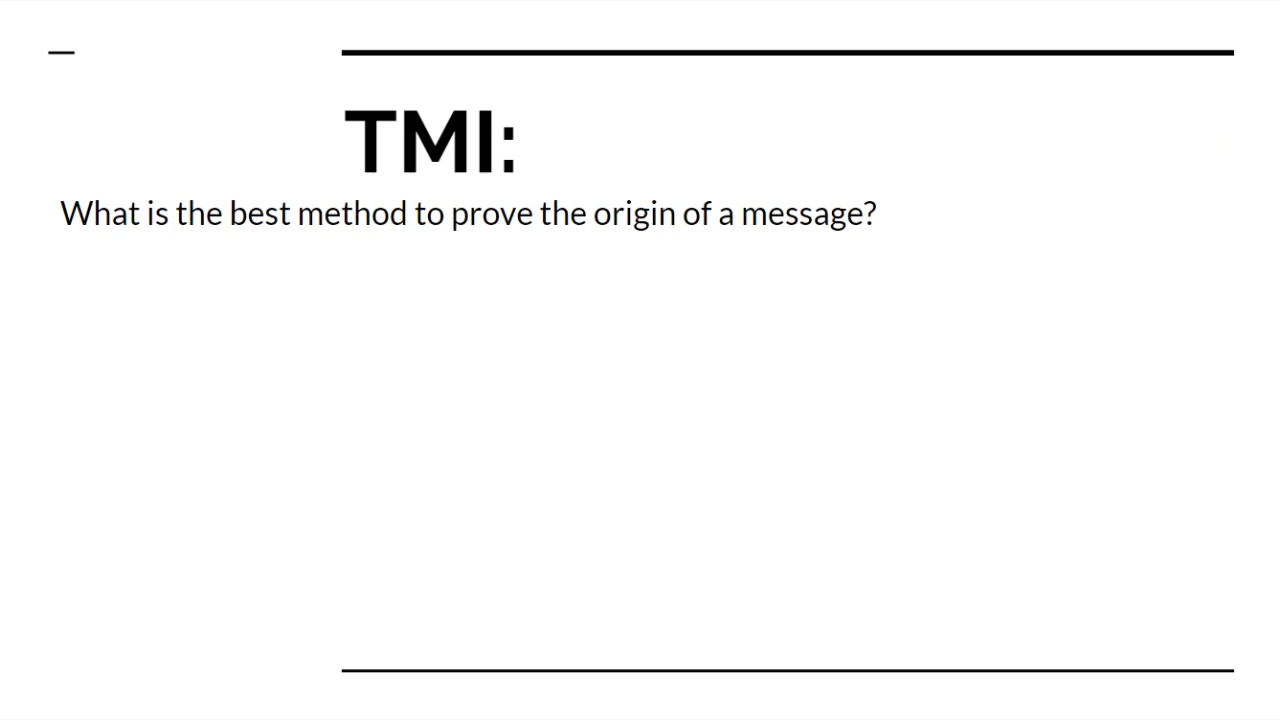 TMI:
What is the best method to prove the origin of a message?